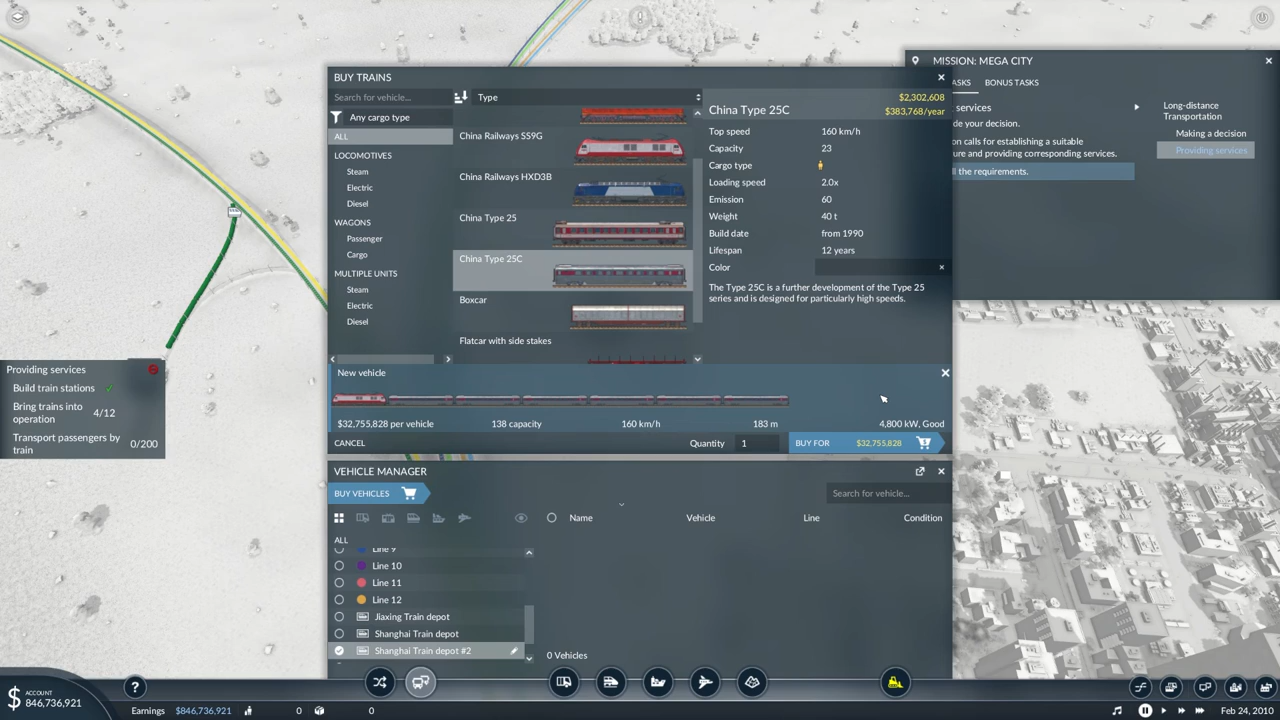 BUY TRAINS
Search for vehicle...
Type
Any cargo type
ALL
LOCOMOTIVES
Steam
Electric
Diesel
WAGONS
Passenger
Cargo
MULTIPLE UNITS
Steam
Electric
Diesel
China Railways SS9G
China Railways HXD3B
China Type 25
China Type 25C
Boxcar
Flatcar with side stakes
China Type 25C
$2,302,608
$383,768/year
Top speed 160 km/h
Capacity 23
Cargo type
Loading speed 2.0x
Emission 60
Weight 40 t
Build date from 1990
Lifespan 12 years
Color
The Type 25C is a further development of the Type 25
series and is designed for particularly high speeds.
New vehicle
$32,755,828 per vehicle 138 capacity 160 km/h 183 m 4,800 kW, Good
CANCEL Quantity 1 BUY FOR $32,755,828
VEHICLE MANAGER
BUY VEHICLES
Search for vehicle...
Name Vehicle Line Condition
ALL
Line 9
Line 10
Line 11
Line 12
Jiaxing Train depot
Shanghai Train depot
Shanghai Train depot #2
0 Vehicles
MISSION: MEGA CITY
ASKS BONUS TASKS
services
de your decision.
on calls for establishing a suitable
ure and providing corresponding services.
ll the requirements.
Long-distance
Transportation
Making a decision
Providing services
Providing services
Build train stations
Bring trains into
operation 4/12
Transport passengers by
train 0/200
$ ACCOUNT
846,736,921
?
Earnings $846,736,921 0 0
Feb 24, 2010